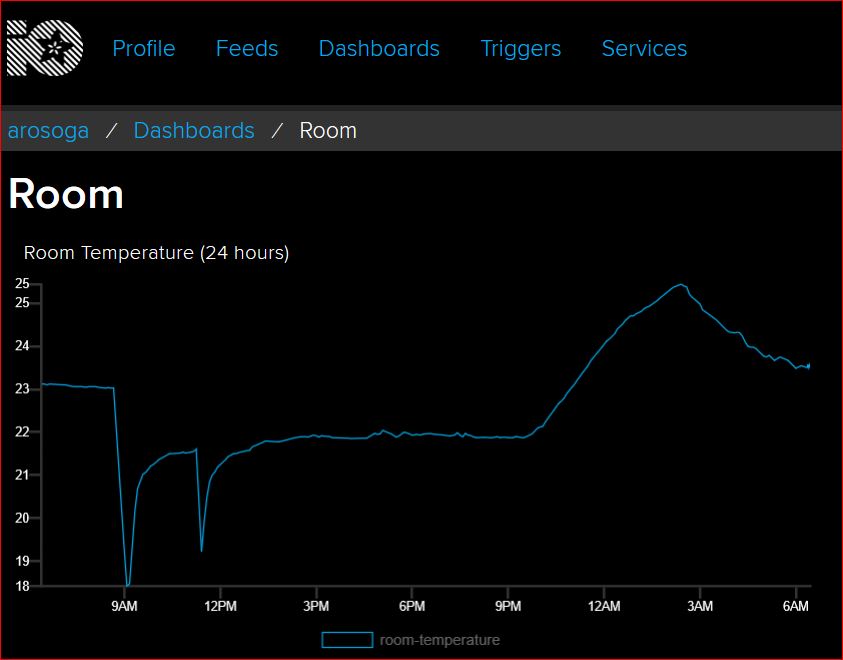 io
Profile Feeds Dashboards Triggers Services
arosoga / Dashboards / Room
Room
Room Temperature (24 hours)
25
25
24
23
22
21
20
19
18
9AM 12PM 3PM 6PM 9PM 12AM 3AM 6AM
room-temperature